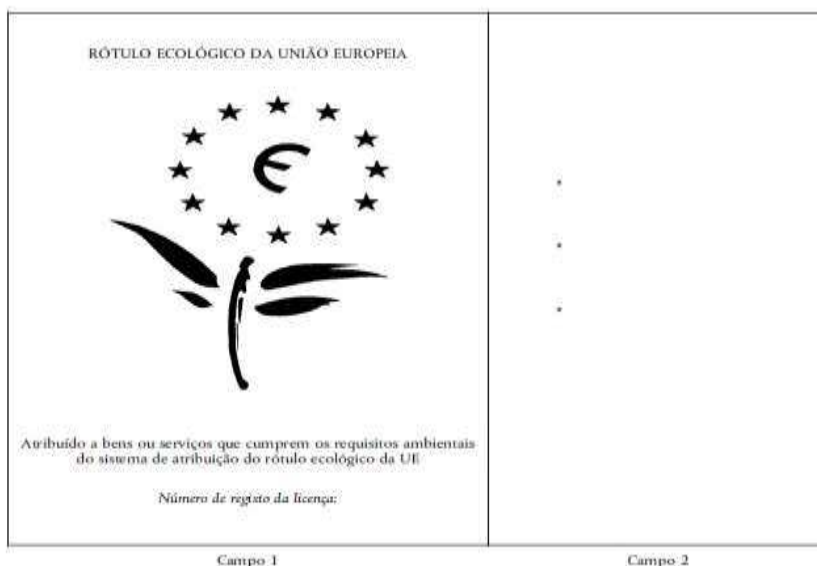 RÓTULO ECOLÓGICO DA UNIÃO EUROPEIA
Atribuído a bens ou serviços que cumprem os requisitos ambientais
do sistema de atribuição do rótulo ecológico da UE
Número de registo da licença:
Campo 1
Campo 2